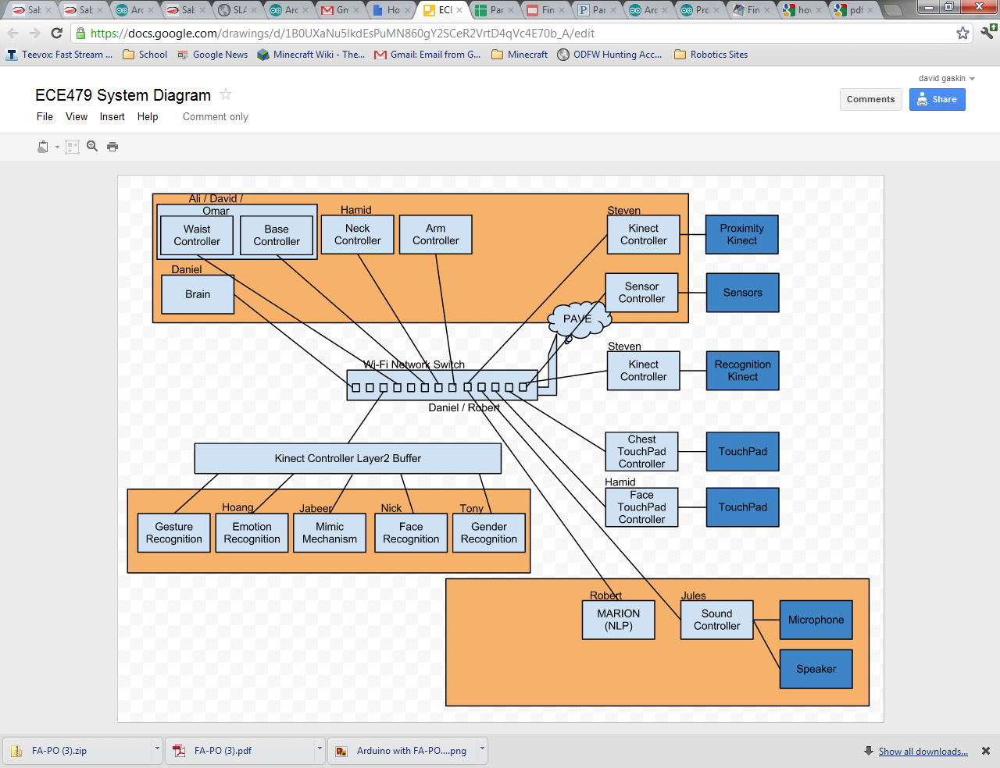 Sab
Sab
Arc
Sab
SLA
Arc
Gm
Ho
ECE
Par
Fin
Par
Arc
Pro
Fin
hov
pdf
https://docs.google.com/drawings/d/1B0UXaNu5IkdEsPuMN860gY2SCeR2VrtD4qVc4E70b_A/edit
Teevox: Fast Stream ...
School
Google News
Minecraft Wiki - The...
Gmail: Email from G...
Minecraft
ODFW Hunting Acc...
Robotics Sites
david gaskin
ECE479 System Diagram
Comments
Share
File View Insert Help Comment only
Ali / David /
Omar
Waist
Controller
Base
Controller
Hamid
Neck
Controller
Arm
Controller
Steven
Kinect
Controller
Proximity
Kinect
Daniel
Brain
Sensor
Controller
Sensors
PAVE
Wi-Fi Network Switch
Daniel / Robert
Steven
Kinect
Controller
Recognition
Kinect
Chest
TouchPad
Controller
TouchPad
Kinect Controller Layer2 Buffer
Hamid
Face
TouchPad
Controller
TouchPad
Gesture
Recognition
Hoang
Emotion
Recognition
Jabeer
Mimic
Mechanism
Nick
Face
Recognition
Tony
Gender
Recognition
Robert
MARION
(NLP)
Jules
Sound
Controller
Microphone
Speaker
FA-PO (3).zip
FA-PO (3).pdf
Arduino with FA-PO....png
Show all downloads...